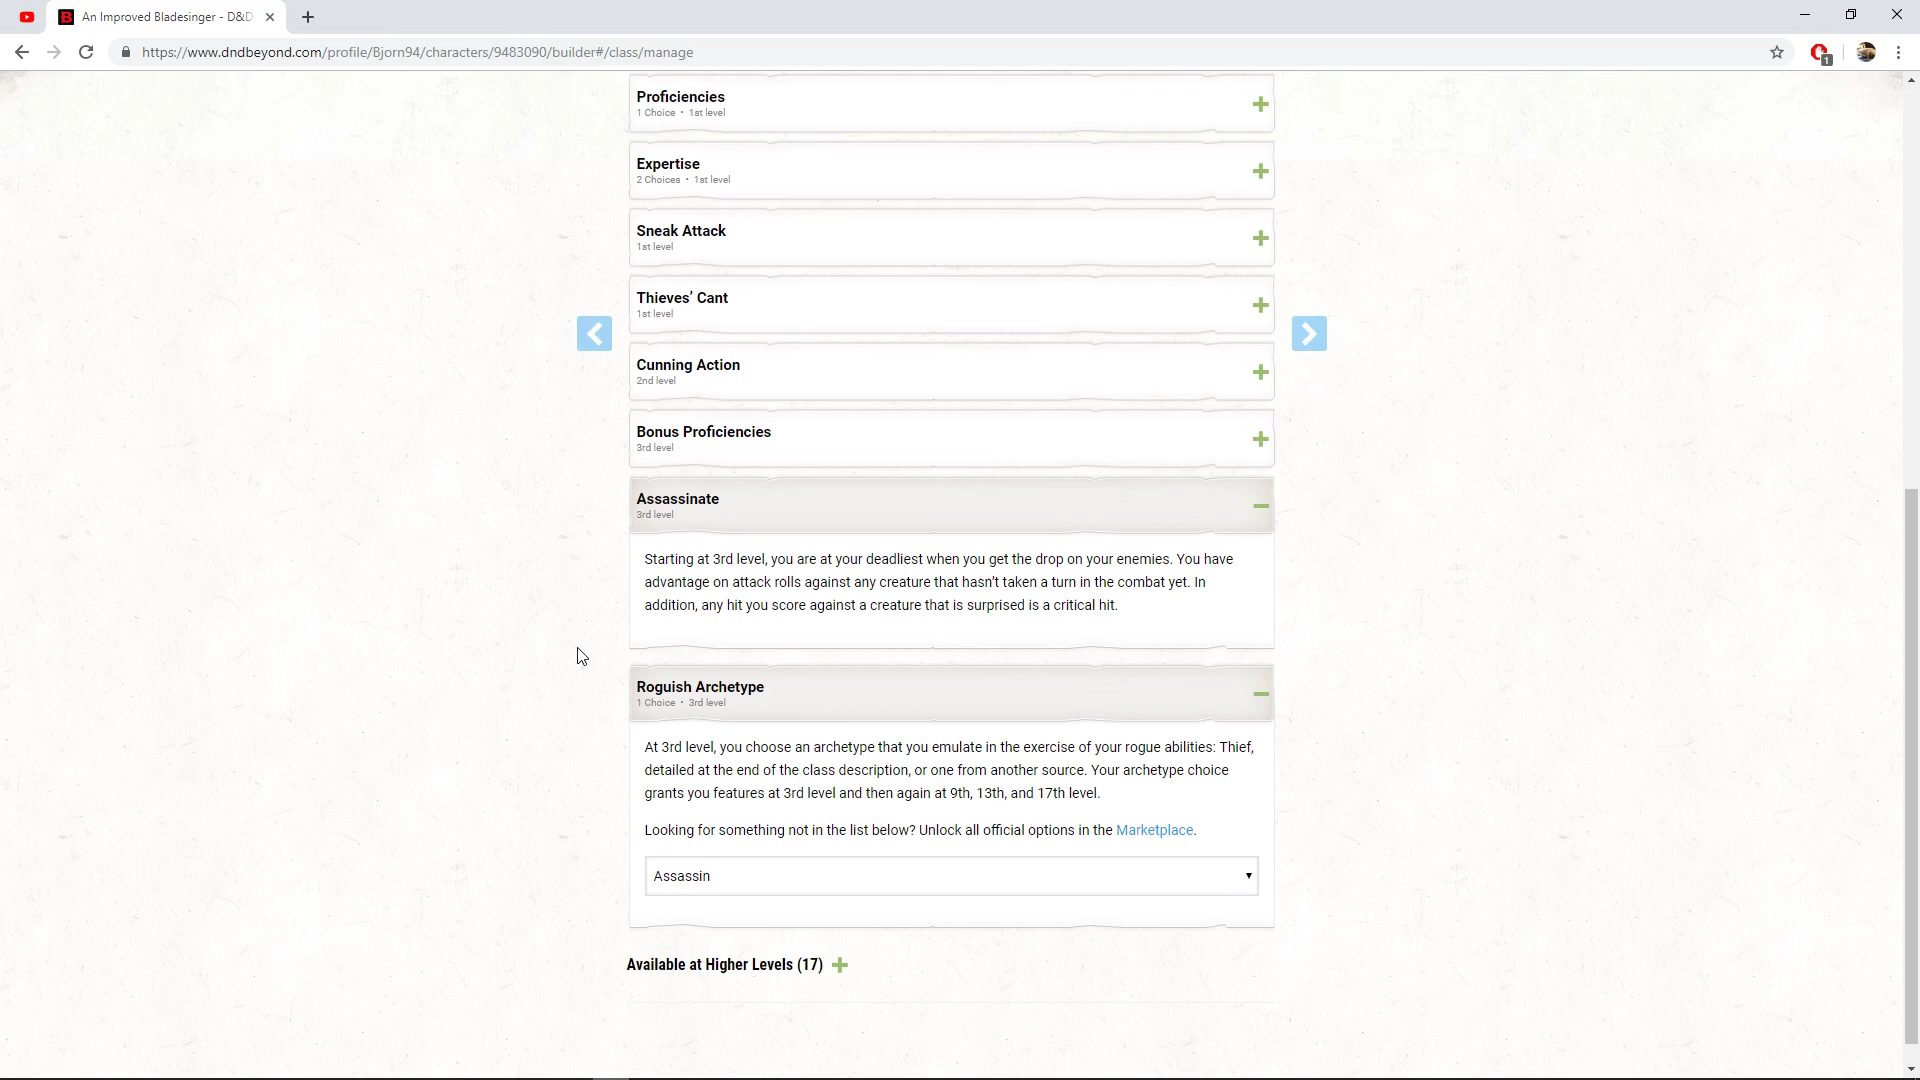 An Improved Bladesinger - D&D
https://www.dndbeyond.com/profile/Bjorn94/characters/9483090/builder#/class/manage
1
Proficiencies
1 Choice • 1st level
Expertise
2 Choices • 1st level
Sneak Attack
1st level
Thieves’ Cant
1st level
Cunning Action
2nd level
Bonus Proficiencies
3rd level
Assassinate
3rd level
Starting at 3rd level, you are at your deadliest when you get the drop on your enemies. You have
advantage on attack rolls against any creature that hasn’t taken a turn in the combat yet. In
addition, any hit you score against a creature that is surprised is a critical hit.
Roguish Archetype
1 Choice • 3rd level
At 3rd level, you choose an archetype that you emulate in the exercise of your rogue abilities: Thief,
detailed at the end of the class description, or one from another source. Your archetype choice
grants you features at 3rd level and then again at 9th, 13th, and 17th level.
Looking for something not in the list below? Unlock all official options in the Marketplace.
Assassin
Available at Higher Levels (17)